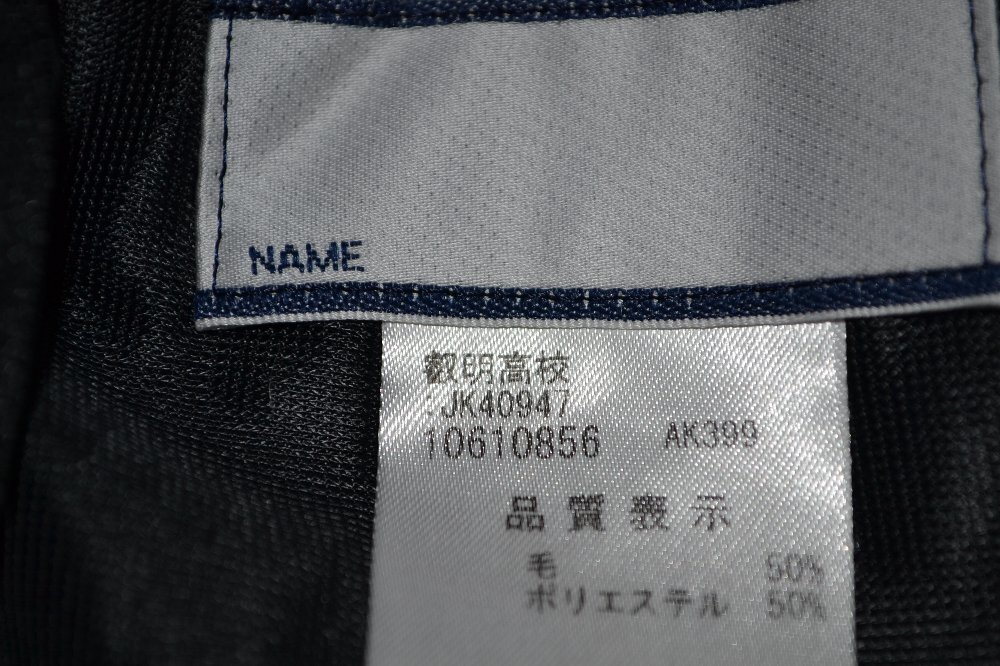 NAME
叡明高校
JK40947
10610856 AK399
品質表示
毛 50%
ポリエステル 50%